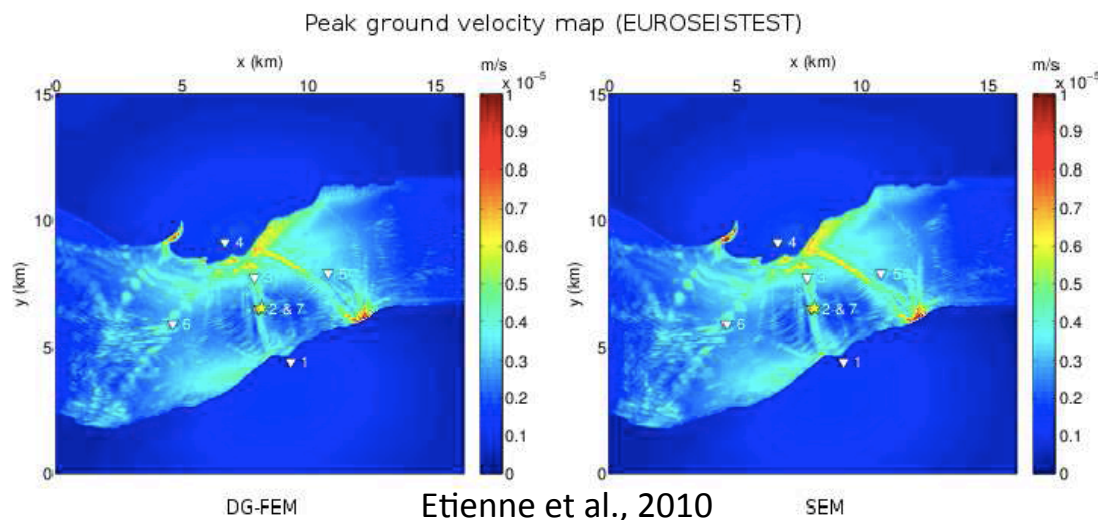 Peak ground velocity map (EUROSEISTEST)
x (km) m/s x (km) m/s
0 5 10 15 x 10⁻⁵ 0 5 10 15 x 10⁻⁵
15 1 15 1
0.9 0.9
0.8 0.8
10 0.7 10 0.7
4 4
0.6 0.6
3 5 3 5
y (km) 0.5 y (km) 0.5
2 & 7 2 & 7
6 0.4 6 0.4
5 5
1 0.3 1 0.3
0.2 0.2
0.1 0.1
0 0 0 0
DG-FEM Etienne et al., 2010 SEM